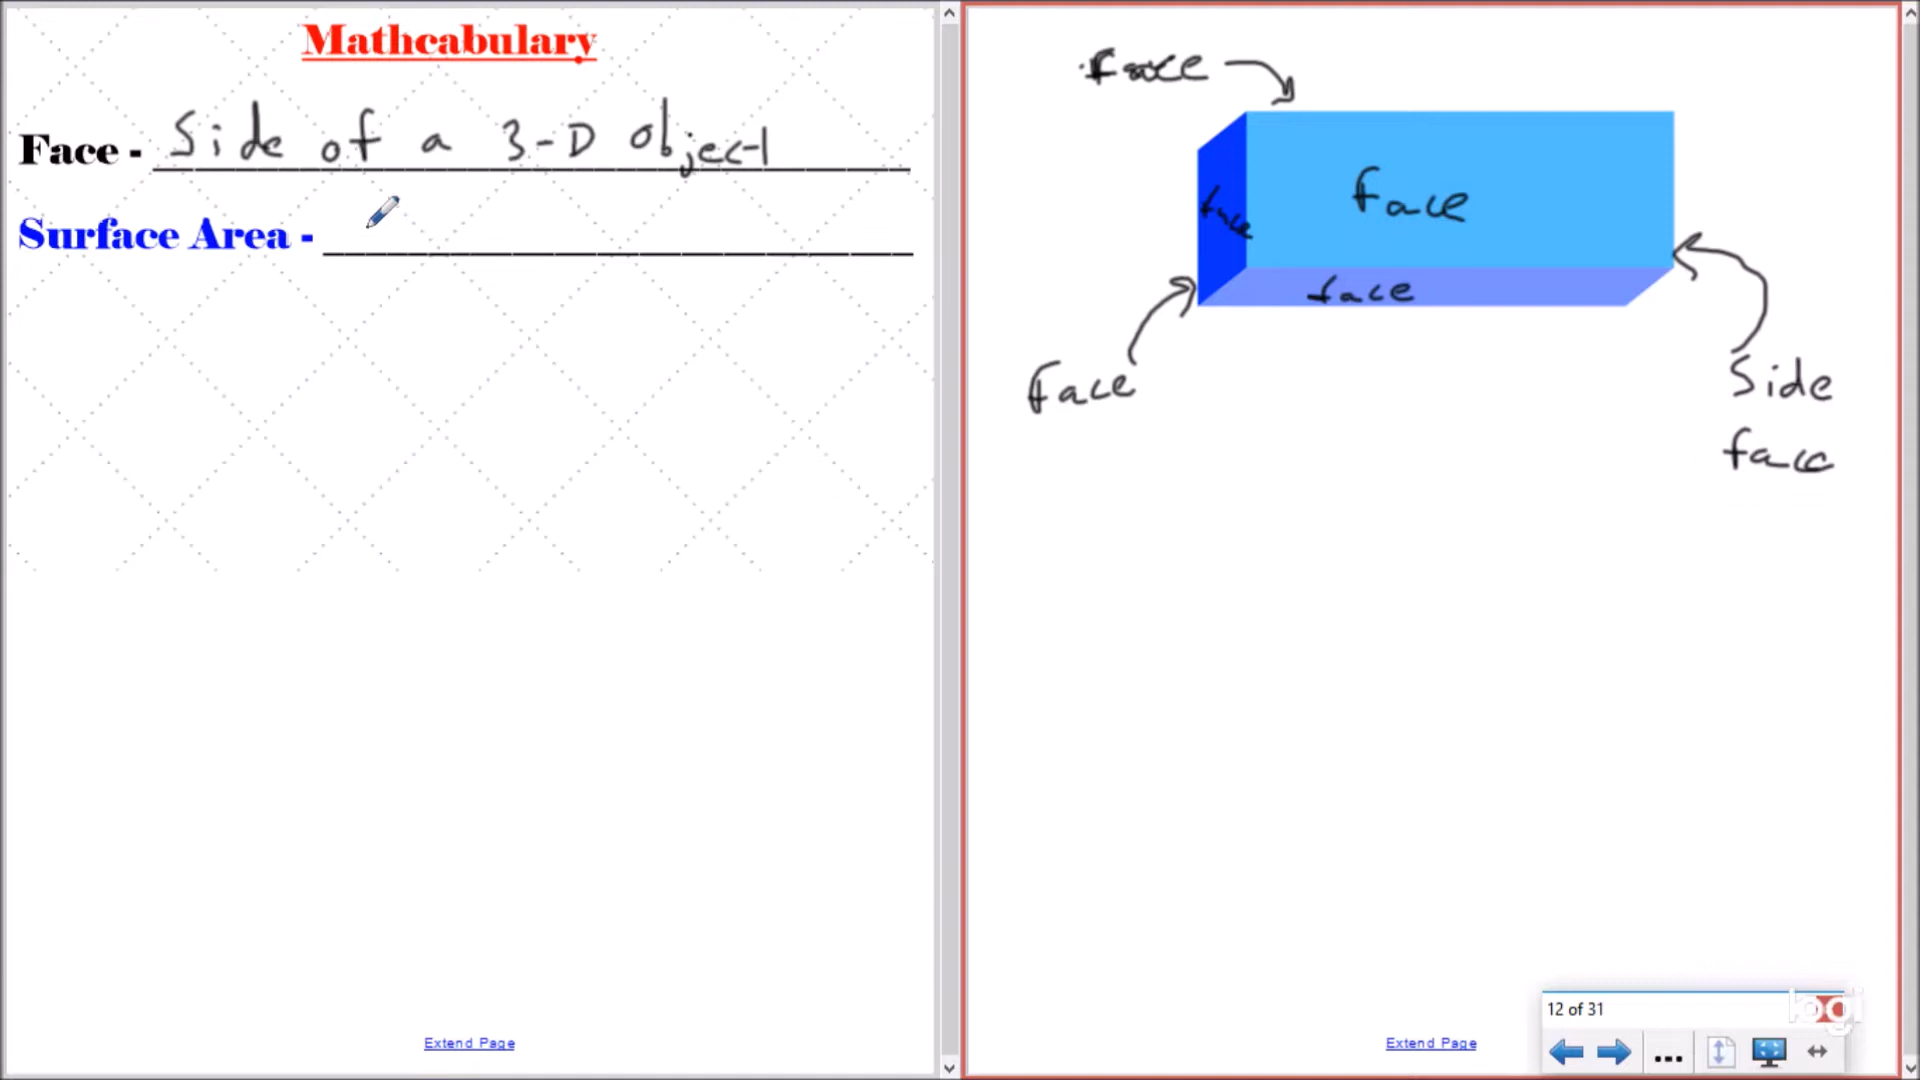 Mathcabulary
Face - Side of a 3-D Object
Surface Area -
Extend Page
Face
Face
face
face
Face
Side
face
Extend Page
12 of 31
logi
...